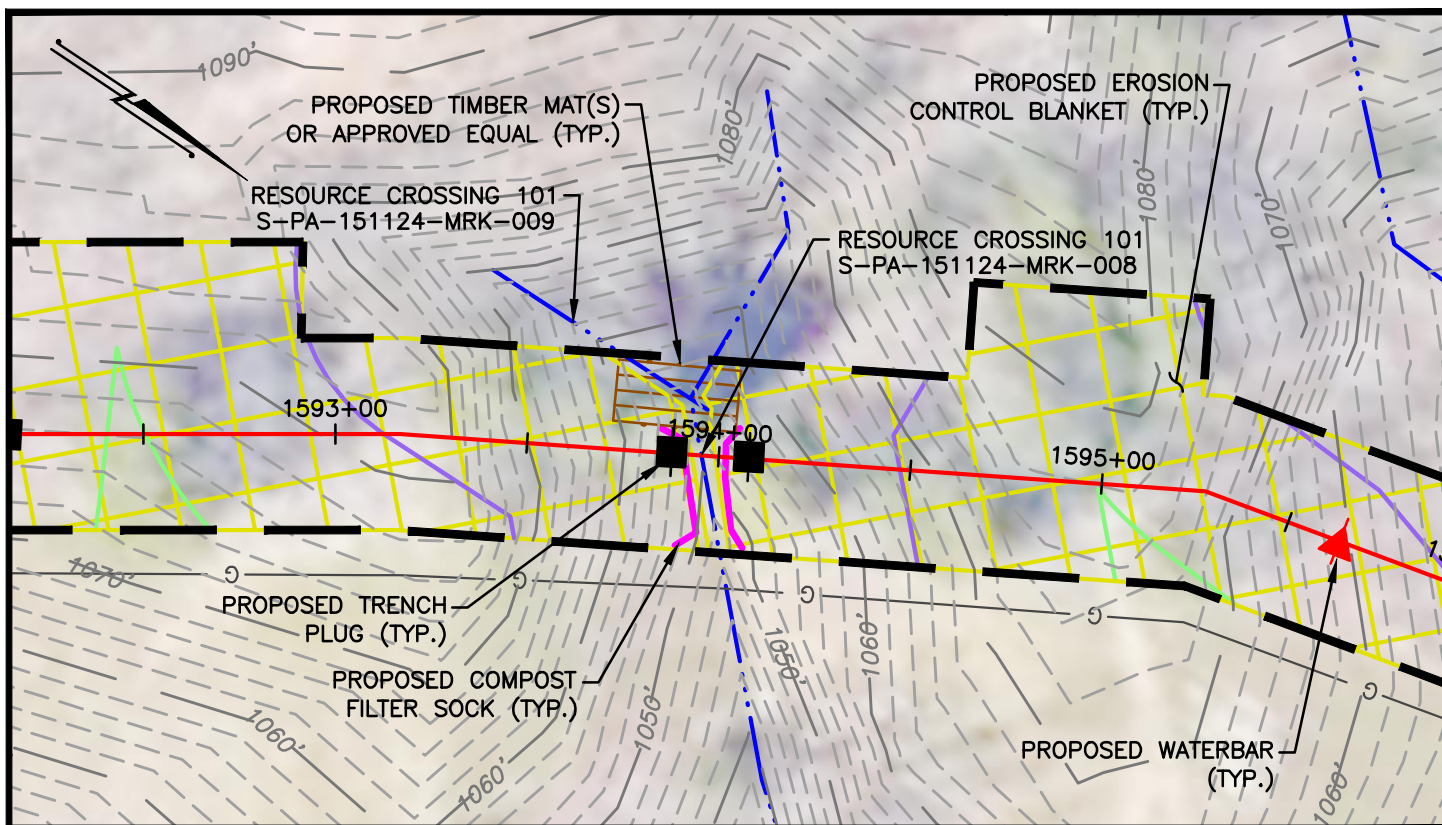 1090'
PROPOSED TIMBER MAT(S)
OR APPROVED EQUAL (TYP.)
1080'
PROPOSED EROSION
CONTROL BLANKET (TYP.)
RESOURCE CROSSING 101
S-PA-151124-MRK-009
1080'
1070'
RESOURCE CROSSING 101
S-PA-151124-MRK-008
1593+00
1594+00
1595+00
1070'
G
G
G
G
G
PROPOSED TRENCH
PLUG (TYP.)
1050'
1060'
PROPOSED COMPOST
FILTER SOCK (TYP.)
1060'
1050'
1060'
PROPOSED WATERBAR
(TYP.)
1060'